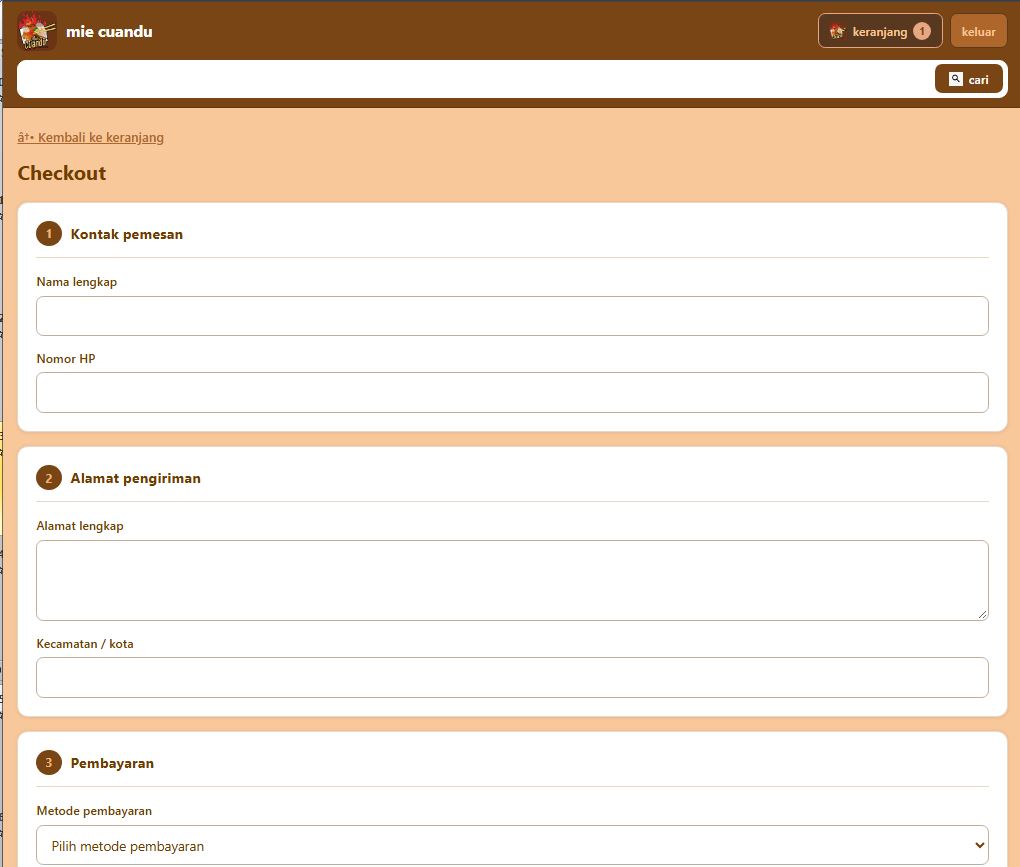 mie cuandu
keranjang 1
keluar
cari
â†• Kembali ke keranjang
Checkout
1 Kontak pemesan
Nama lengkap
Nomor HP
2 Alamat pengiriman
Alamat lengkap
Kecamatan / kota
3 Pembayaran
Metode pembayaran
Pilih metode pembayaran